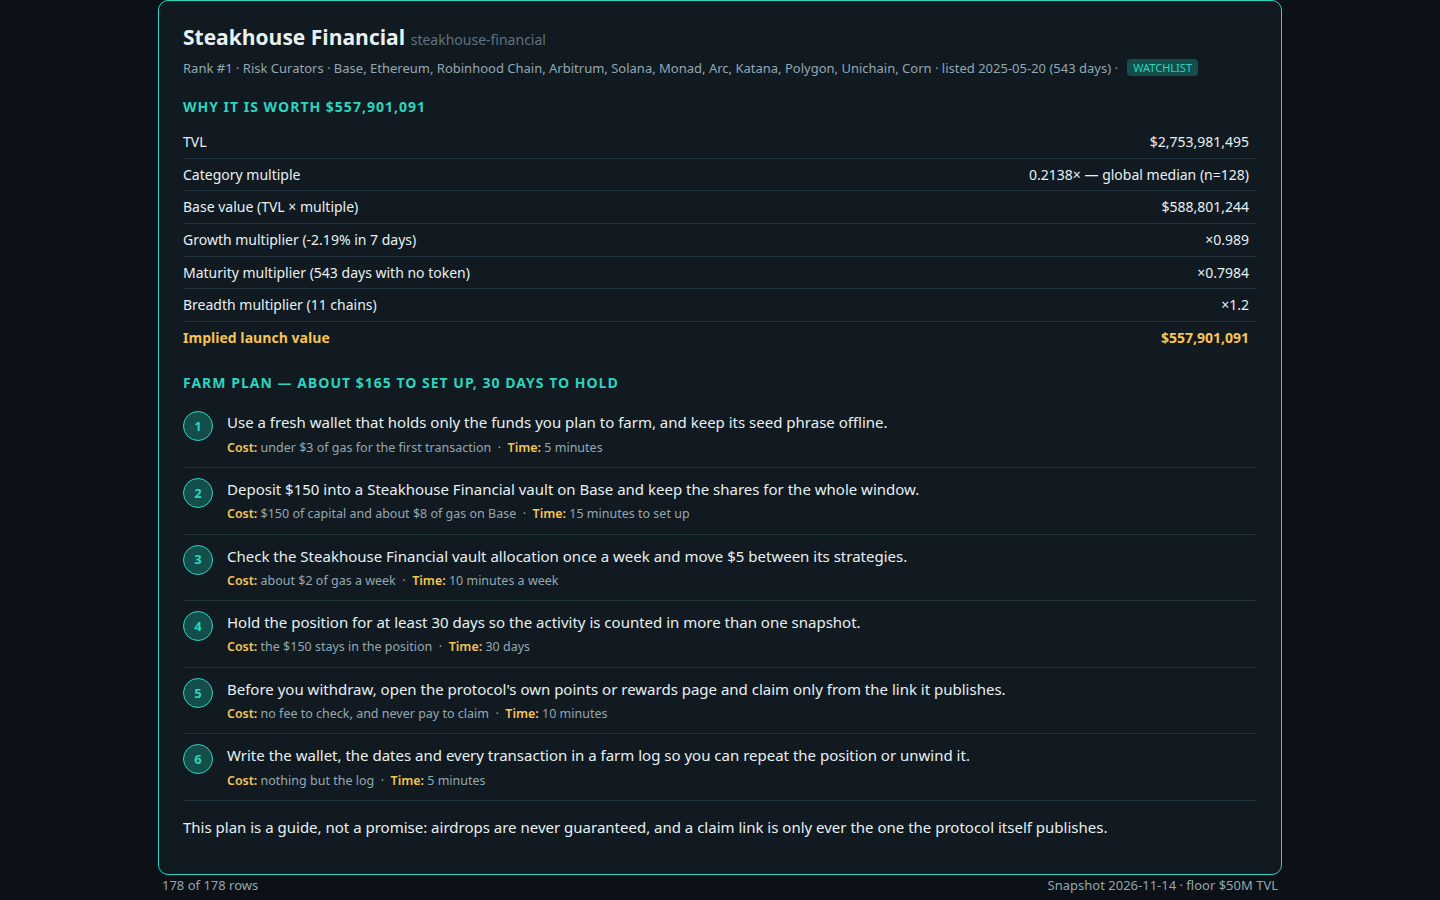 Steakhouse Financial steakhouse-financial
Rank #1 · Risk Curators · Base, Ethereum, Robinhood Chain, Arbitrum, Solana, Monad, Arc, Katana, Polygon, Unichain, Corn · listed 2025-05-20 (543 days) · WATCHLIST
WHY IT IS WORTH $557,901,091
TVL $2,753,981,495
Category multiple 0.2138× — global median (n=128)
Base value (TVL × multiple) $588,801,244
Growth multiplier (-2.19% in 7 days) ×0.989
Maturity multiplier (543 days with no token) ×0.7984
Breadth multiplier (11 chains) ×1.2
Implied launch value $557,901,091
FARM PLAN — ABOUT $165 TO SET UP, 30 DAYS TO HOLD
1 Use a fresh wallet that holds only the funds you plan to farm, and keep its seed phrase offline.
Cost: under $3 of gas for the first transaction · Time: 5 minutes
2 Deposit $150 into a Steakhouse Financial vault on Base and keep the shares for the whole window.
Cost: $150 of capital and about $8 of gas on Base · Time: 15 minutes to set up
3 Check the Steakhouse Financial vault allocation once a week and move $5 between its strategies.
Cost: about $2 of gas a week · Time: 10 minutes a week
4 Hold the position for at least 30 days so the activity is counted in more than one snapshot.
Cost: the $150 stays in the position · Time: 30 days
5 Before you withdraw, open the protocol's own points or rewards page and claim only from the link it publishes.
Cost: no fee to check, and never pay to claim · Time: 10 minutes
6 Write the wallet, the dates and every transaction in a farm log so you can repeat the position or unwind it.
Cost: nothing but the log · Time: 5 minutes
This plan is a guide, not a promise: airdrops are never guaranteed, and a claim link is only ever the one the protocol itself publishes.
178 of 178 rows Snapshot 2026-11-14 · floor $50M TVL